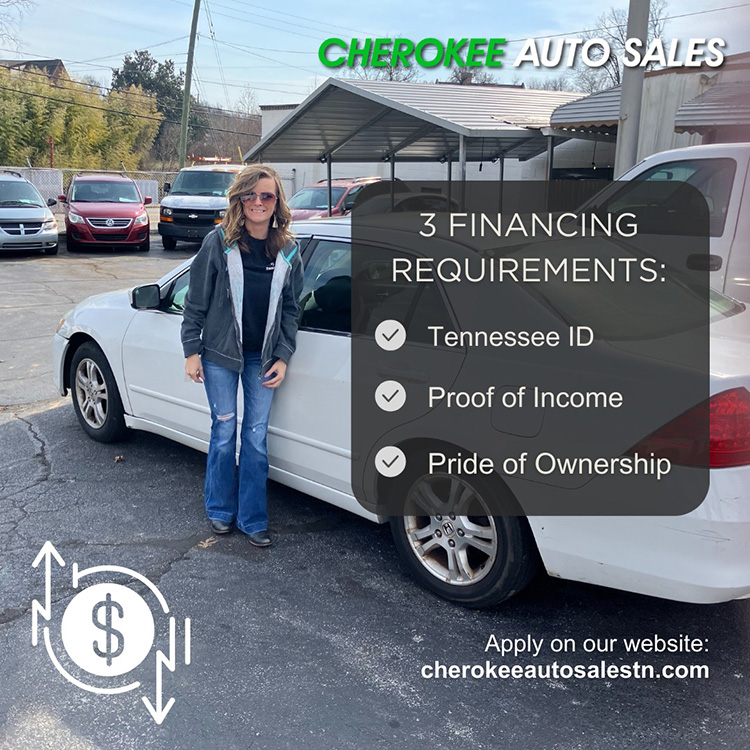 CHEROKEE AUTO SALES
3 FINANCING
REQUIREMENTS:
Tennessee ID
Proof of Income
Pride of Ownership
$
Apply on our website:
cherokeeautosalestn.com